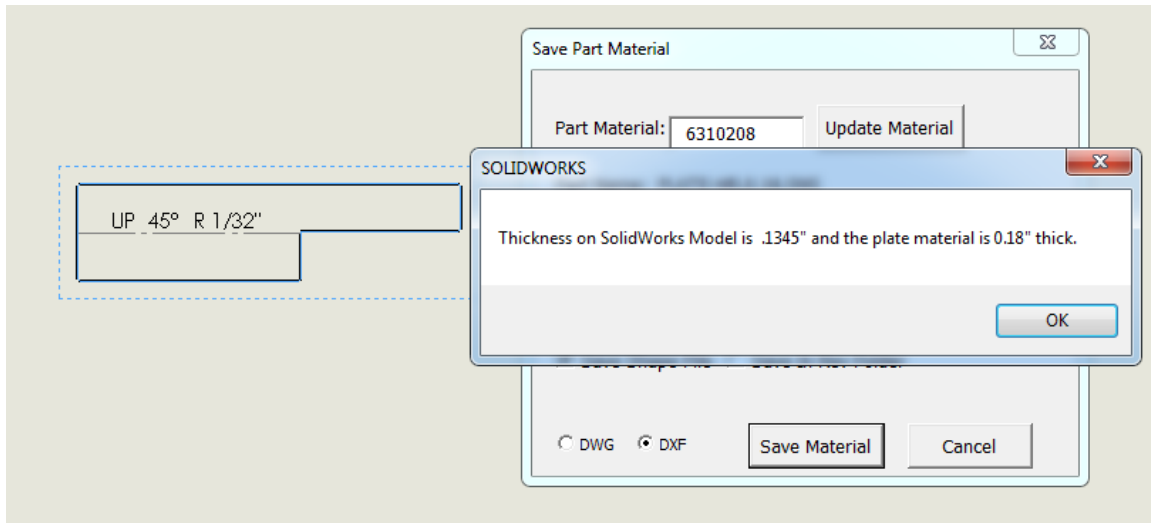 Save Part Material
Part Material: 6310208 Update Material
SOLIDWORKS
UP 45° R 1/32"
Thickness on SolidWorks Model is .1345" and the plate material is 0.18" thick.
OK
DWG DXF Save Material Cancel